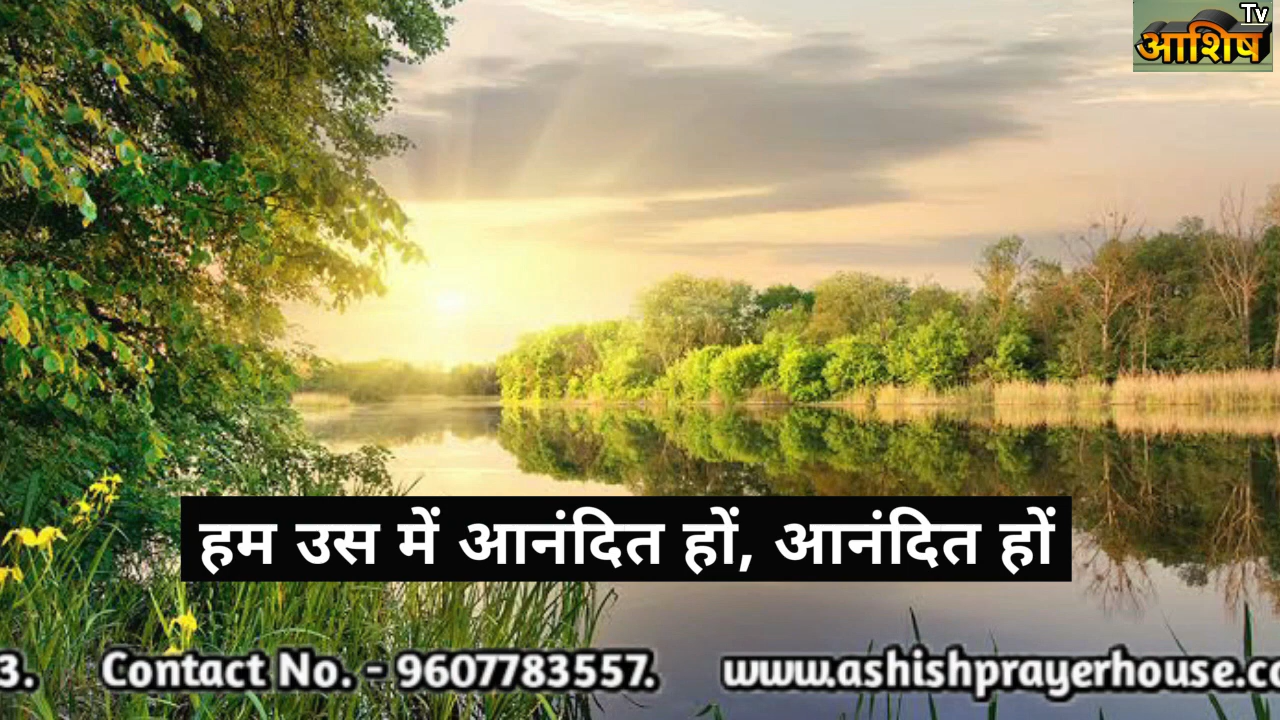 Tv
आशिष
हम उस में आनंदित हों, आनंदित हों
3. Contact No. - 9607783557. www.ashishprayerhouse.co